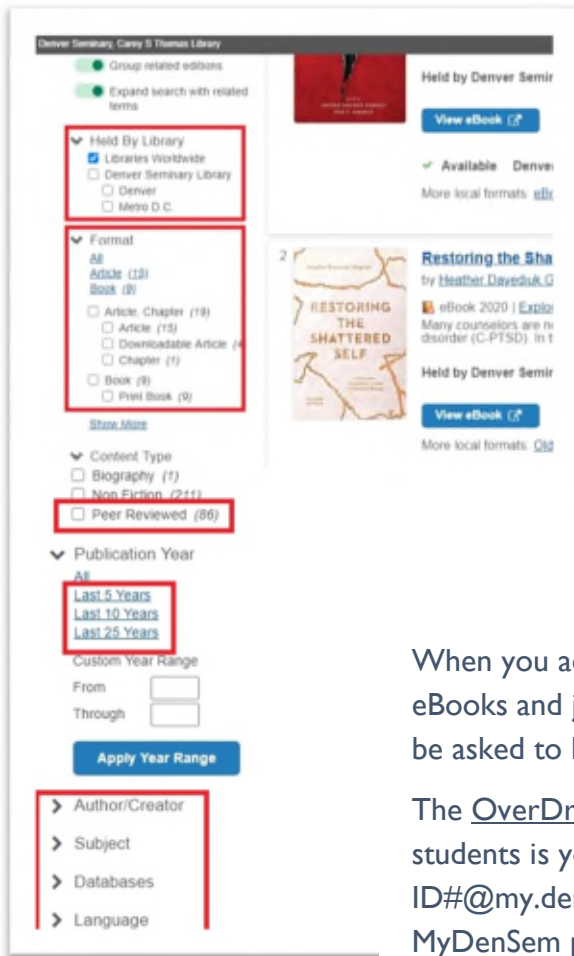 Denver Seminary, Carey S Thomas Library
Group related editions
Expand search with related
terms
Held By Library
Libraries Worldwide
Denver Seminary Library
Denver
Metro D.C.
Format
All
Article (15)
Book (9)
Article, Chapter (19)
Article (15)
Downloadable Article
Chapter (1)
Book (9)
Print Book (9)
Show More
Content Type
Biography (1)
Non Fiction (211)
Peer Reviewed (86)
Publication Year
All
Last 5 Years
Last 10 Years
Last 25 Years
Custom Year Range
From
Through
Apply Year Range
Author/Creator
Subject
Databases
Language
Held by Denver Semin
View eBook
Available Denve
More local formats: eB
2
RESTORING
THE
SHATTERED
SELF
Restoring the Sha
by Heather Davediuk G
eBook 2020 | Explo
Many counselors are n
disorder (C-PTSD). In t
Held by Denver Semir
View eBook
More local formats: Old
When you a
eBooks and j
be asked to
The OverDr
students is y
ID#@my.de
MyDenSem p